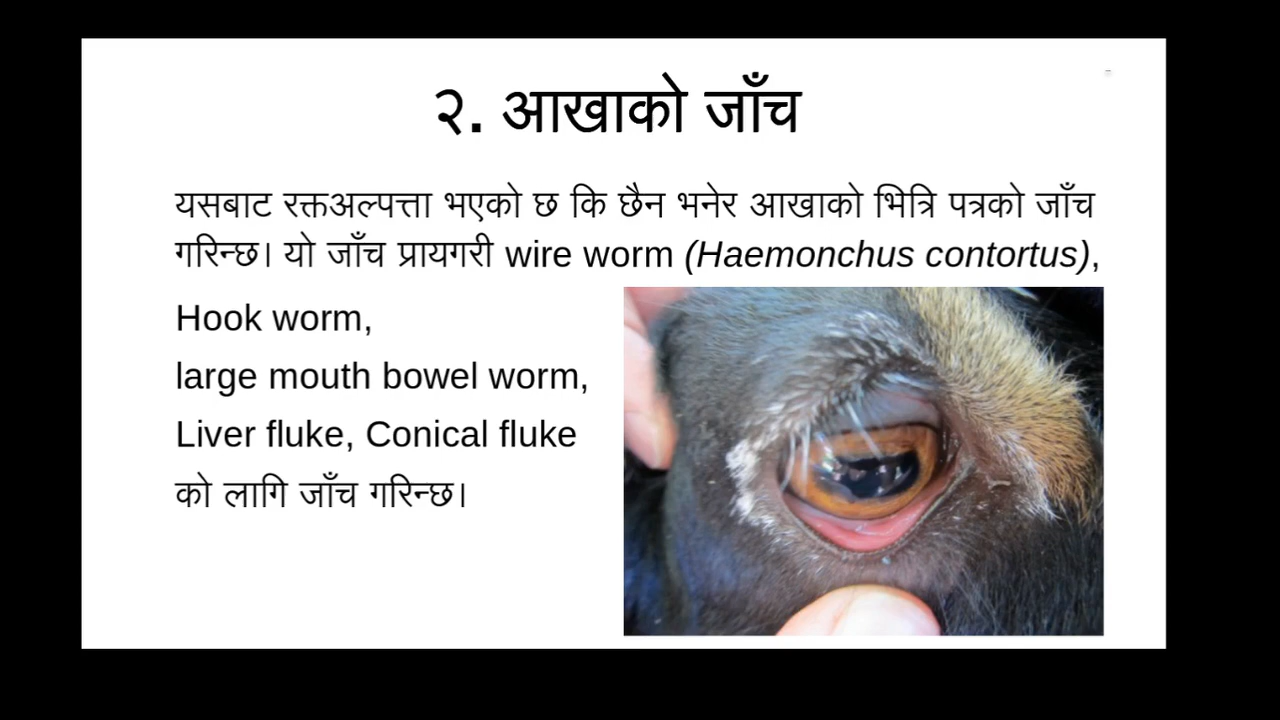 २. आखाको जाँच
यसबाट रक्तअल्पत्ता भएको छ कि छैन भनेर आखाको भित्रि पत्रको जाँच
गरिन्छ। यो जाँच प्रायगरी wire worm (Haemonchus contortus),
Hook worm,
large mouth bowel worm,
Liver fluke, Conical fluke
को लागि जाँच गरिन्छ।